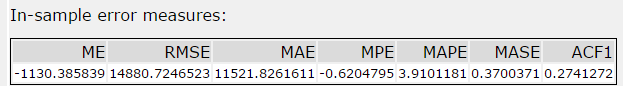 In-sample error measures:
ME RMSE MAE MPE MAPE MASE ACF1
-1130.385839 14880.7246523 11521.8261611 -0.6204795 3.9101181 0.3700371 0.2741272